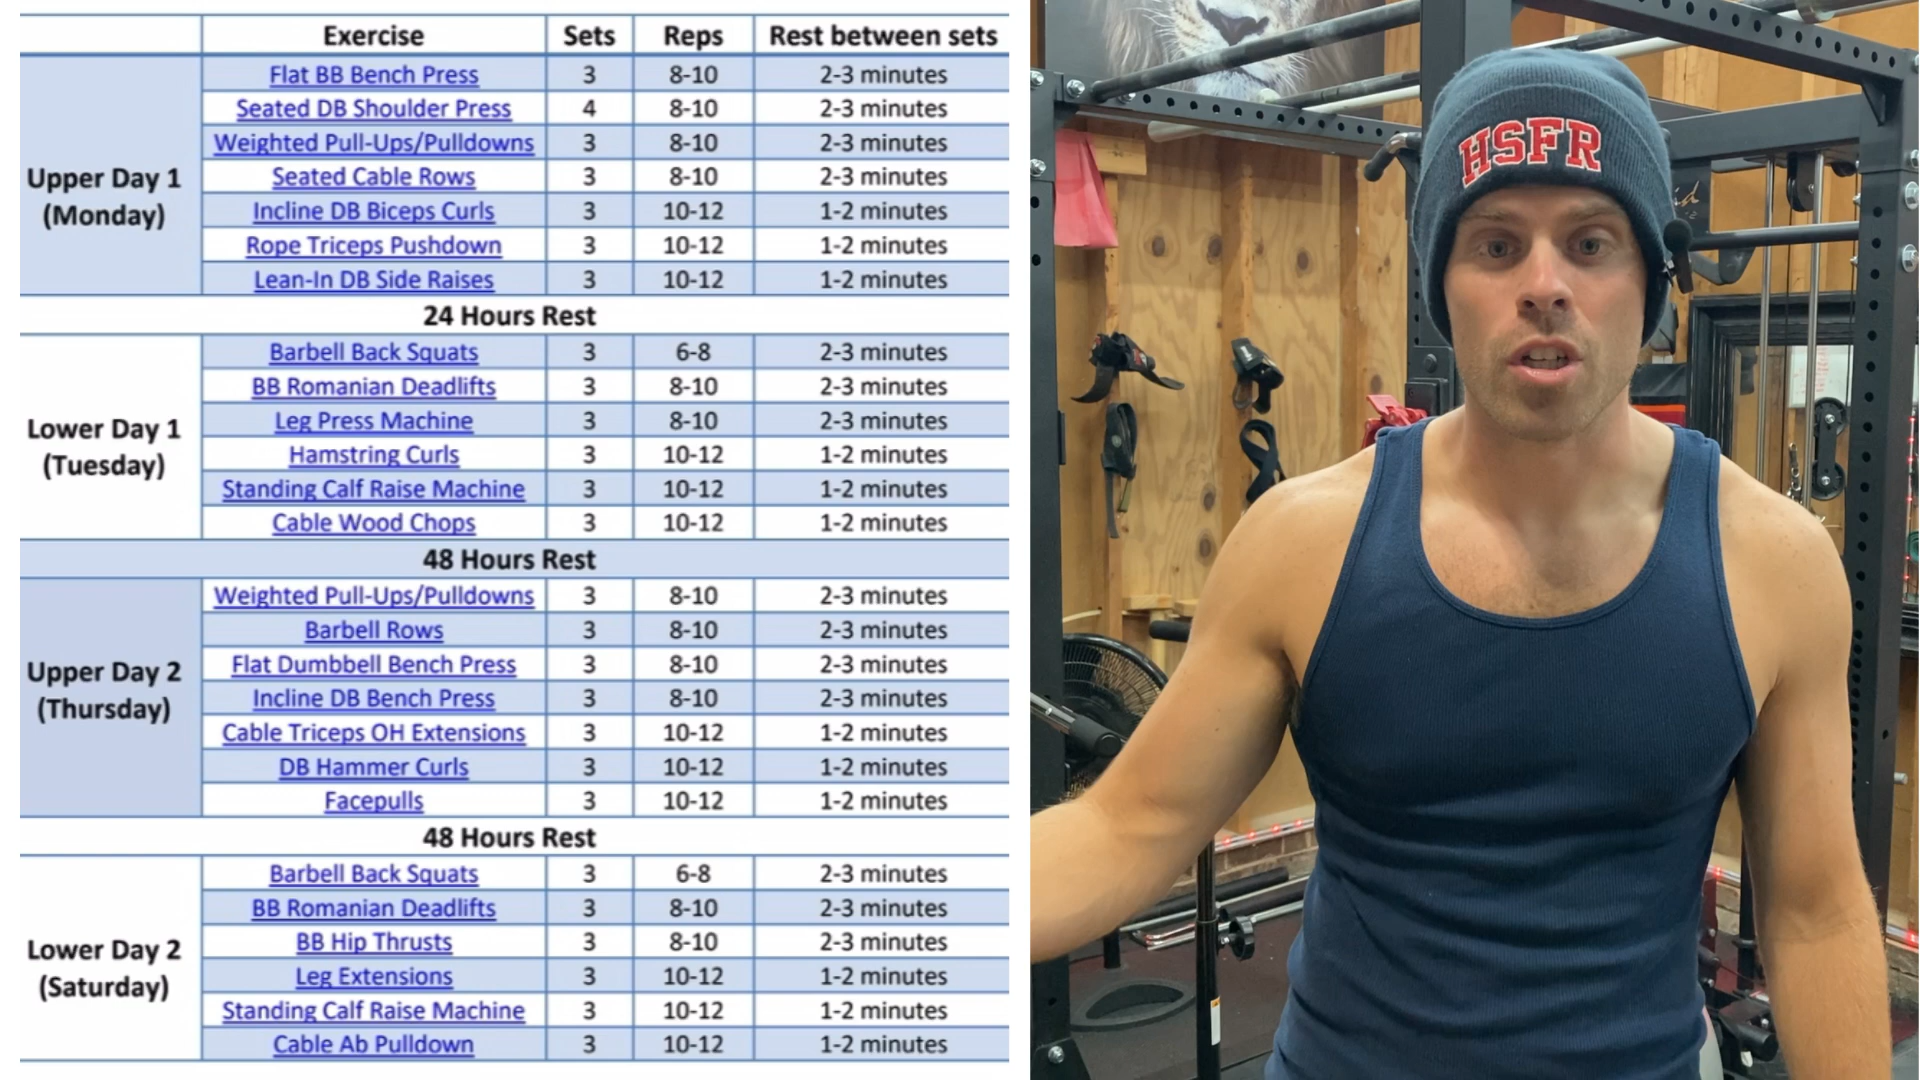 Exercise Sets Reps Rest between sets
Upper Day 1
(Monday)
Flat BB Bench Press 3 8-10 2-3 minutes
Seated DB Shoulder Press 4 8-10 2-3 minutes
Weighted Pull-Ups/Pulldowns 3 8-10 2-3 minutes
Seated Cable Rows 3 8-10 2-3 minutes
Incline DB Biceps Curls 3 10-12 1-2 minutes
Rope Triceps Pushdown 3 10-12 1-2 minutes
Lean-In DB Side Raises 3 10-12 1-2 minutes
24 Hours Rest
Lower Day 1
(Tuesday)
Barbell Back Squats 3 6-8 2-3 minutes
BB Romanian Deadlifts 3 8-10 2-3 minutes
Leg Press Machine 3 8-10 2-3 minutes
Hamstring Curls 3 10-12 1-2 minutes
Standing Calf Raise Machine 3 10-12 1-2 minutes
Cable Wood Chops 3 10-12 1-2 minutes
48 Hours Rest
Upper Day 2
(Thursday)
Weighted Pull-Ups/Pulldowns 3 8-10 2-3 minutes
Barbell Rows 3 8-10 2-3 minutes
Flat Dumbbell Bench Press 3 8-10 2-3 minutes
Incline DB Bench Press 3 8-10 2-3 minutes
Cable Triceps OH Extensions 3 10-12 1-2 minutes
DB Hammer Curls 3 10-12 1-2 minutes
Facepulls 3 10-12 1-2 minutes
48 Hours Rest
Lower Day 2
(Saturday)
Barbell Back Squats 3 6-8 2-3 minutes
BB Romanian Deadlifts 3 8-10 2-3 minutes
BB Hip Thrusts 3 8-10 2-3 minutes
Leg Extensions 3 10-12 1-2 minutes
Standing Calf Raise Machine 3 10-12 1-2 minutes
Cable Ab Pulldown 3 10-12 1-2 minutes
HSFR